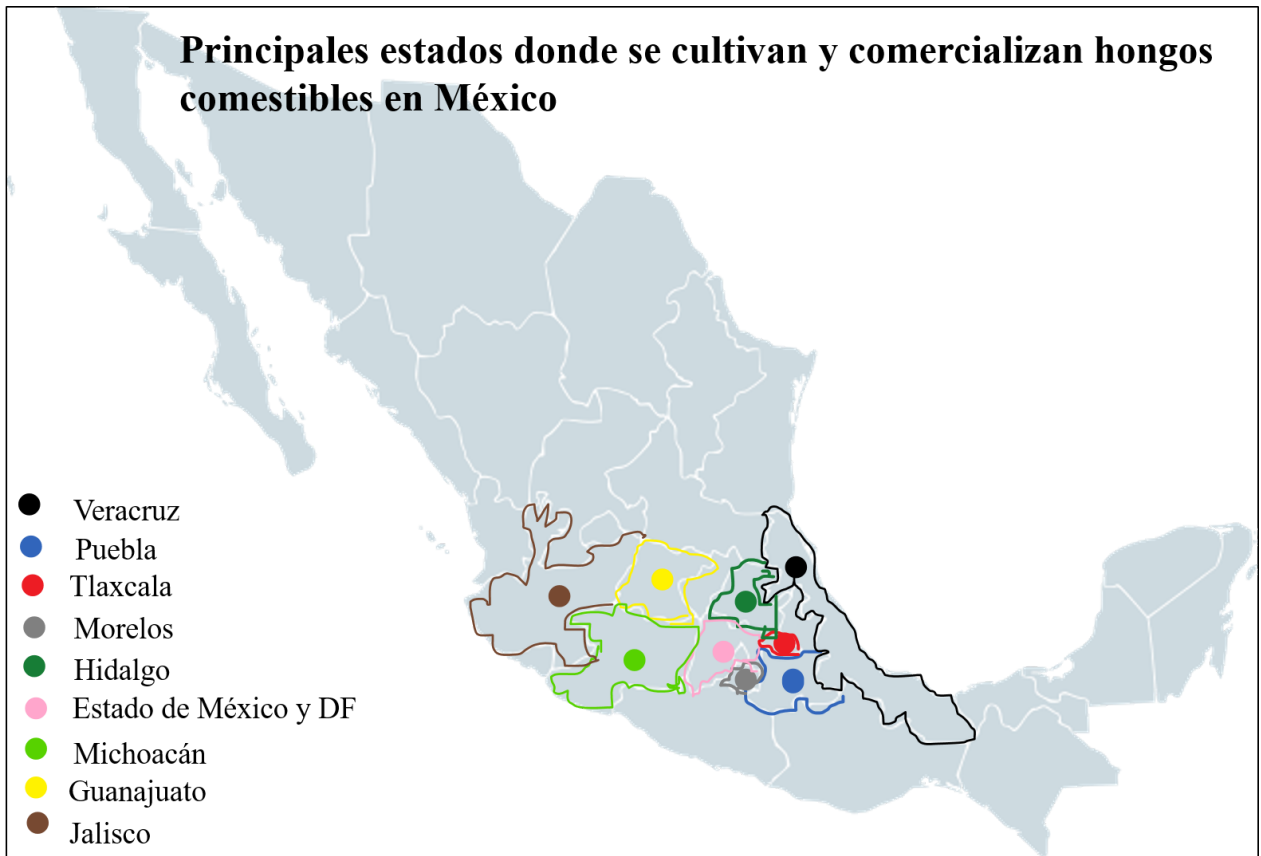 Principales estados donde se cultivan y comercializan hongos
comestibles en México
Veracruz
Puebla
Tlaxcala
Morelos
Hidalgo
Estado de México y DF
Michoacán
Guanajuato
Jalisco